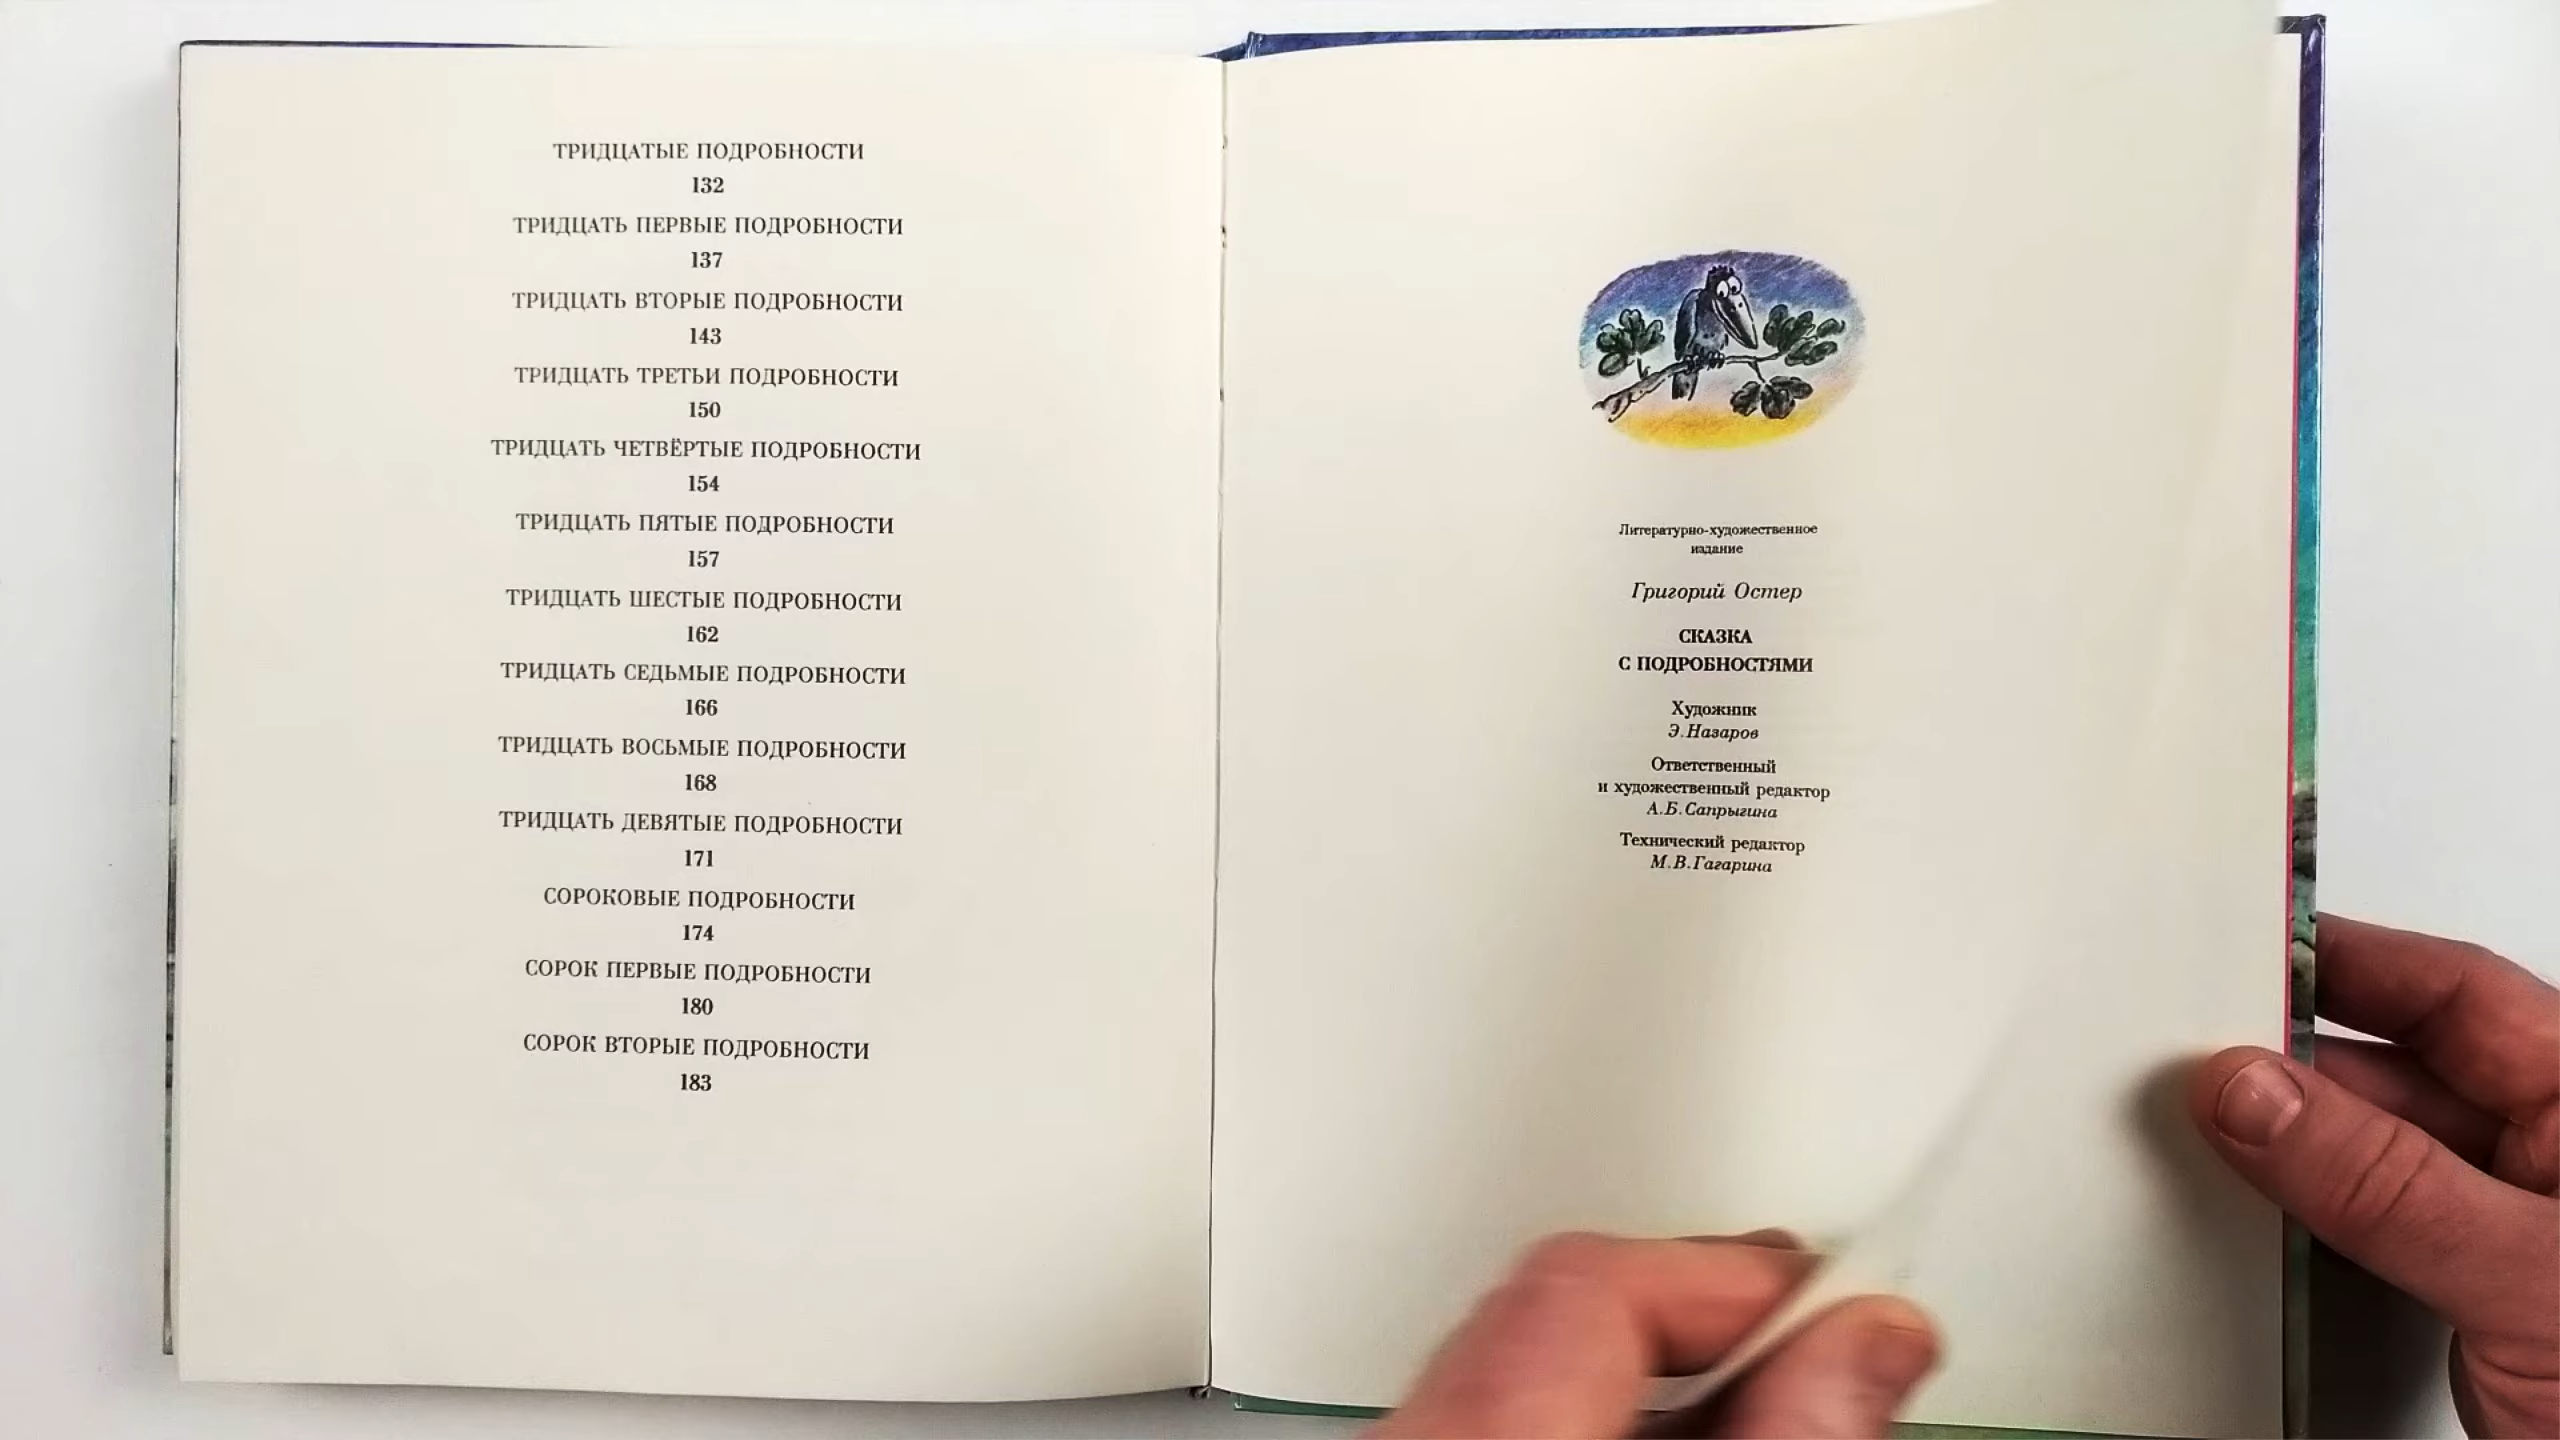 ТРИДЦАТЫЕ ПОДРОБНОСТИ
132
ТРИДЦАТЬ ПЕРВЫЕ ПОДРОБНОСТИ
137
ТРИДЦАТЬ ВТОРЫЕ ПОДРОБНОСТИ
143
ТРИДЦАТЬ ТРЕТЬИ ПОДРОБНОСТИ
150
ТРИДЦАТЬ ЧЕТВЁРТЫЕ ПОДРОБНОСТИ
154
ТРИДЦАТЬ ПЯТЫЕ ПОДРОБНОСТИ
157
ТРИДЦАТЬ ШЕСТЫЕ ПОДРОБНОСТИ
162
ТРИДЦАТЬ СЕДЬМЫЕ ПОДРОБНОСТИ
166
ТРИДЦАТЬ ВОСЬМЫЕ ПОДРОБНОСТИ
168
ТРИДЦАТЬ ДЕВЯТЫЕ ПОДРОБНОСТИ
171
СОРОКОВЫЕ ПОДРОБНОСТИ
174
СОРОК ПЕРВЫЕ ПОДРОБНОСТИ
180
СОРОК ВТОРЫЕ ПОДРОБНОСТИ
183
Литературно-художественное
издание
Григорий Остер
СКАЗКА
С ПОДРОБНОСТЯМИ
Художник
Э.Назаров
Ответственный
и художественный редактор
А.Б.Сапрыгина
Технический редактор
М.В.Гагарина